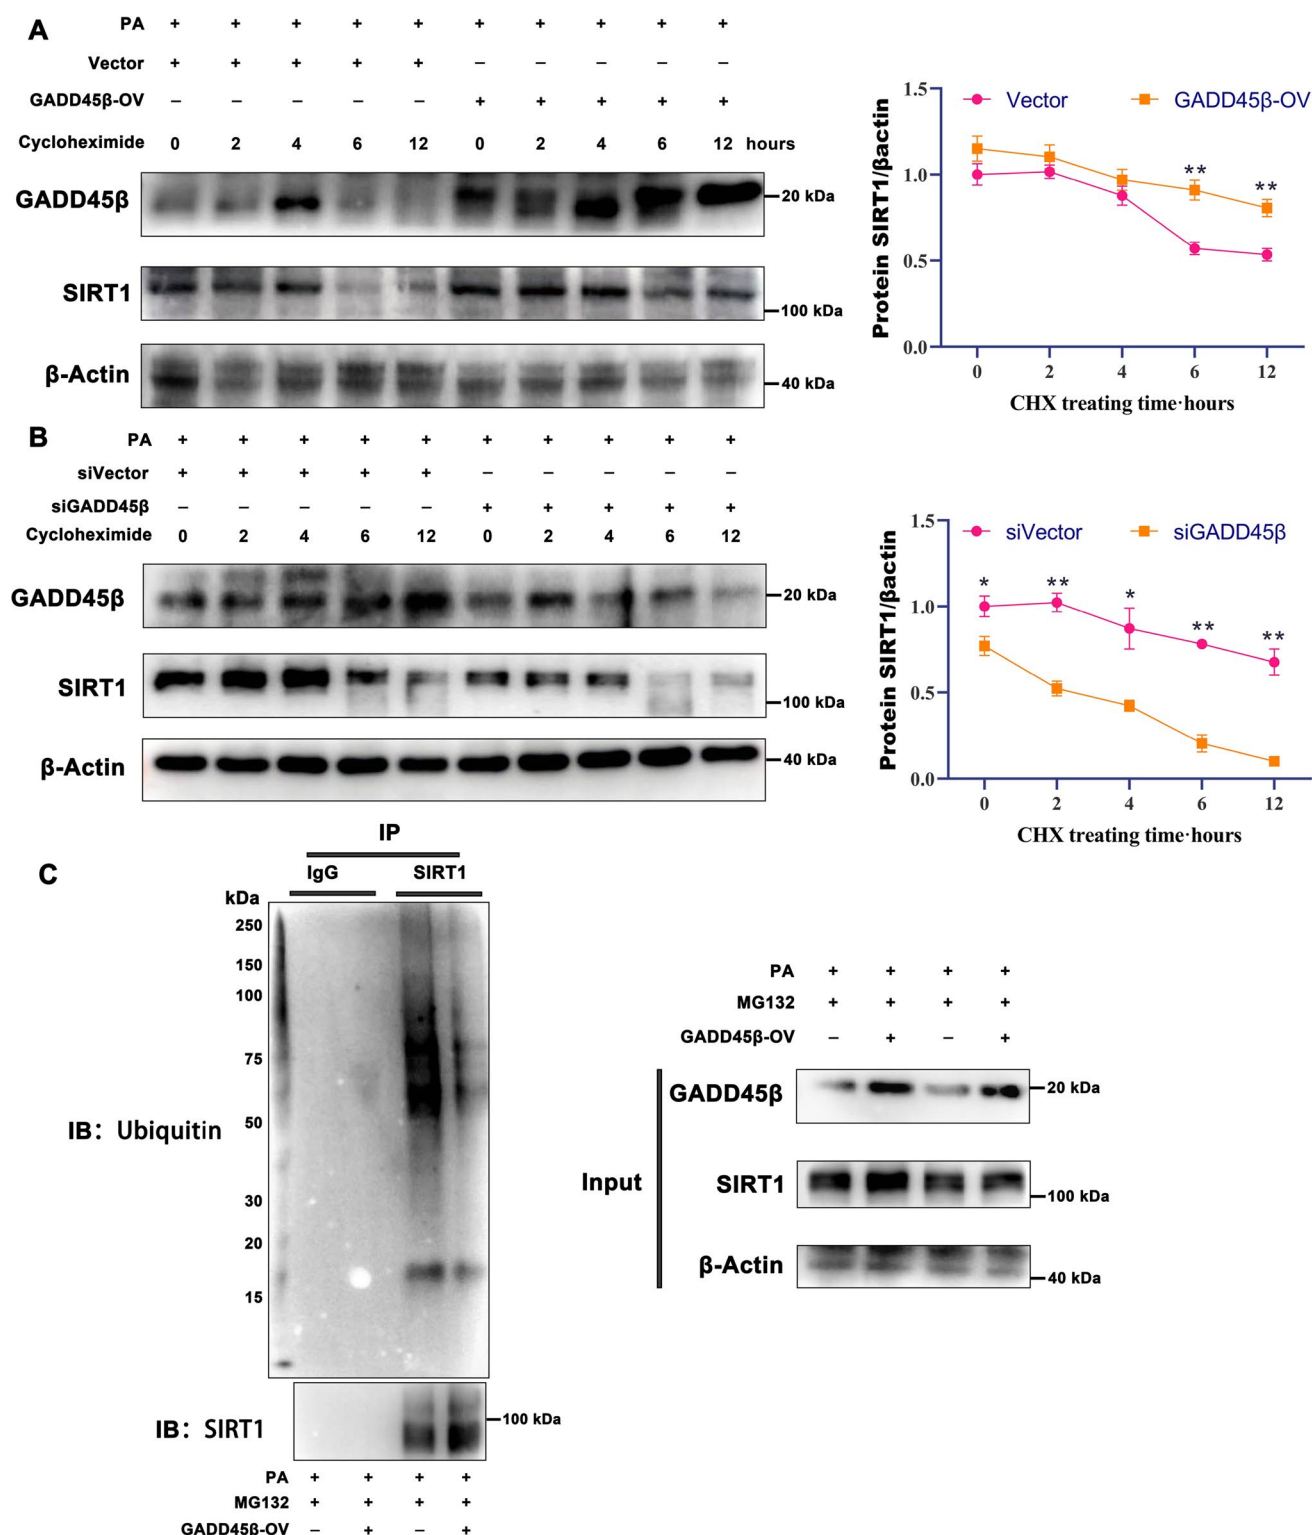 A
PA + + + + + + + + + +
Vector + + + + + – – – – –
GADD45β-OV – – – – – + + + + +
Cycloheximide 0 2 4 6 12 0 2 4 6 12 hours
GADD45β 20 kDa
SIRT1 100 kDa
β-Actin 40 kDa
Vector GADD45β-OV
Protein SIRT1/βactin
1.5
1.0
0.5
0.0
** **
0 2 4 6 12
CHX treating time·hours
B
PA + + + + + + + + + +
siVector + + + + + – – – – –
siGADD45β – – – – – + + + + +
Cycloheximide 0 2 4 6 12 0 2 4 6 12
GADD45β 20 kDa
SIRT1 100 kDa
β-Actin 40 kDa
siVector siGADD45β
Protein SIRT1/βactin
1.5
1.0
0.5
0.0
* ** * ** **
0 2 4 6 12
CHX treating time·hours
C
IP
IgG SIRT1
kDa
250
150
100
75
50
30
20
15
IB: Ubiquitin
IB: SIRT1 100 kDa
PA + + + +
MG132 + + + +
GADD45β-OV – + – +
PA + + + +
MG132 + + + +
GADD45β-OV – + – +
Input
GADD45β 20 kDa
SIRT1 100 kDa
β-Actin 40 kDa